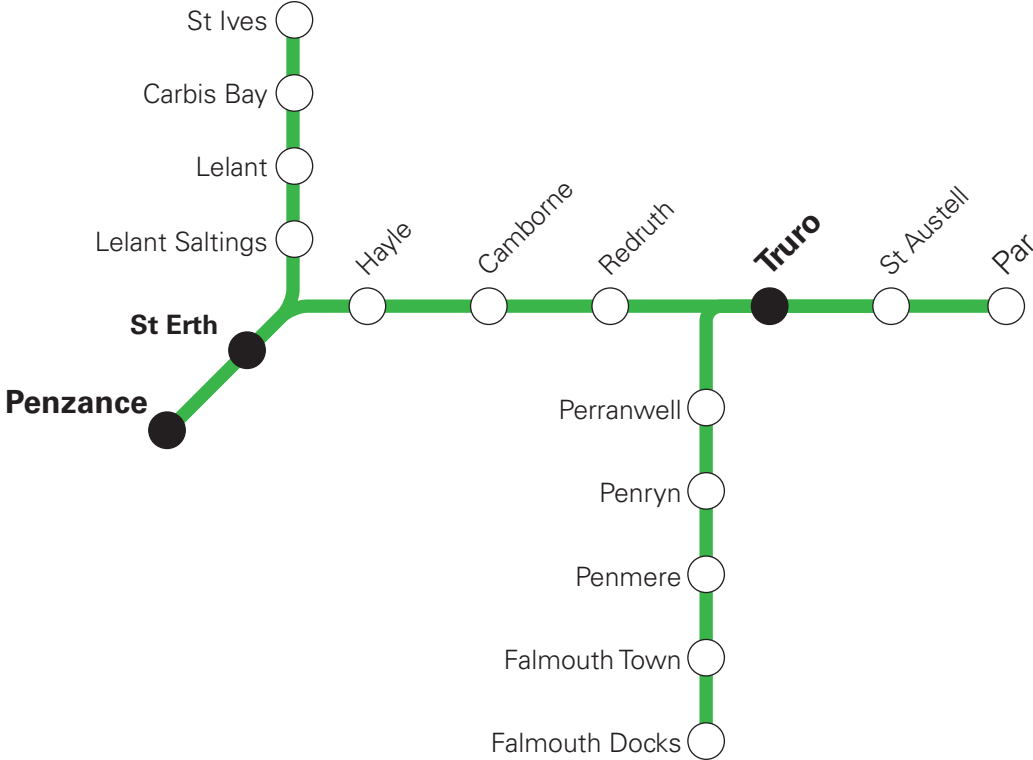 St Ives
Carbis Bay
Lelant
Lelant Saltings
St Erth
Penzance
Hayle
Camborne
Redruth
Truro
St Austell
Par
Perranwell
Penryn
Penmere
Falmouth Town
Falmouth Docks